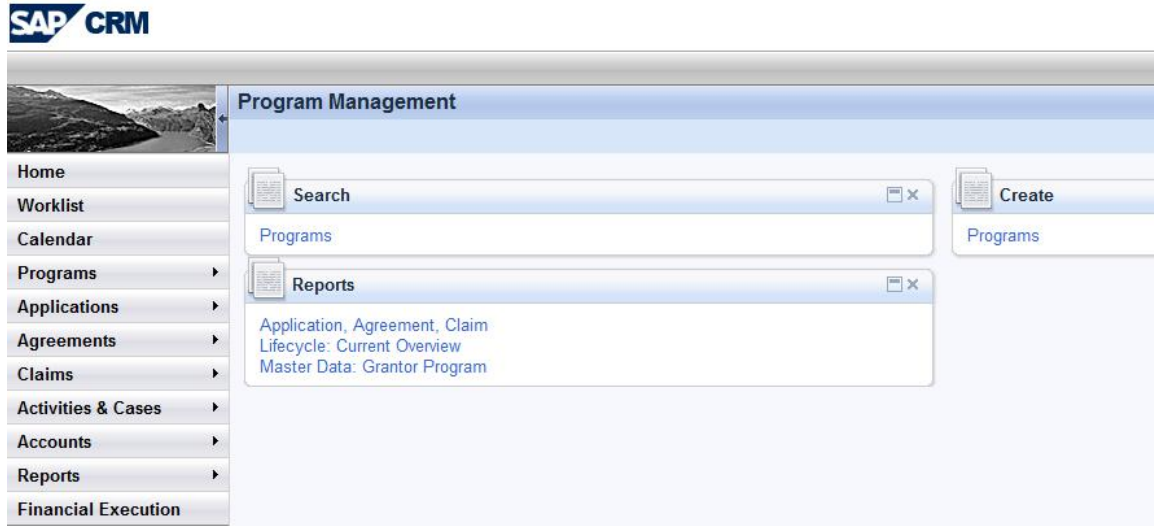 SAP CRM
Program Management
Home
Worklist
Calendar
Programs
Applications
Agreements
Claims
Activities & Cases
Accounts
Reports
Financial Execution
Search
Programs
Create
Programs
Reports
Application, Agreement, Claim
Lifecycle: Current Overview
Master Data: Grantor Program